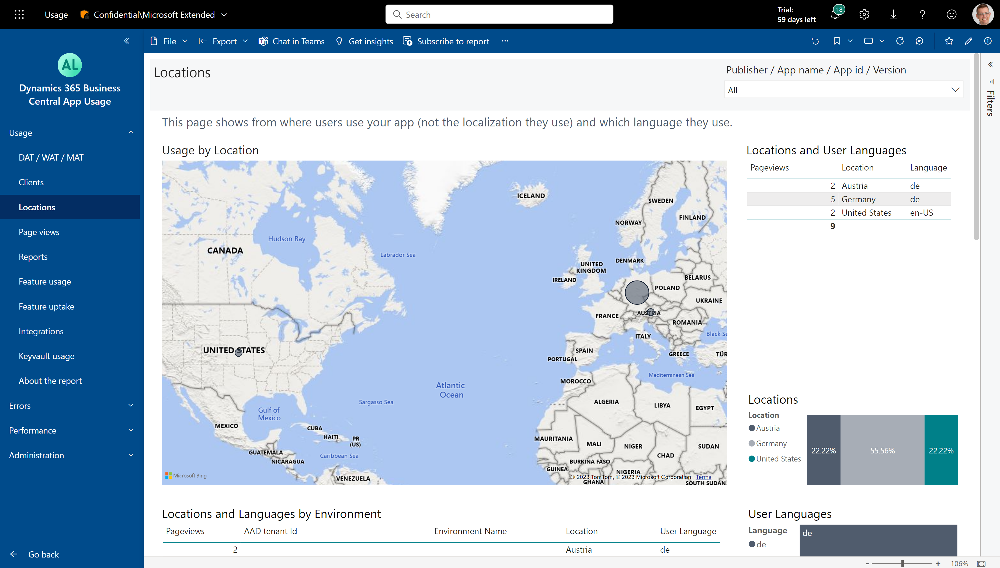 Usage
Confidential\Microsoft Extended
Search
Trial:
59 days left
18
File
Export
Chat in Teams
Get insights
Subscribe to report
AL
Dynamics 365 Business
Central App Usage
Usage
DAT / WAT / MAT
Clients
Locations
Page views
Reports
Feature usage
Feature uptake
Integrations
Keyvault usage
About the report
Errors
Performance
Administration
Go back
Locations
Publisher / App name / App id / Version
All
Filters
This page shows from where users use your app (not the localization they use) and which language they use.
Usage by Location
ICELAND
SWEDEN
FINLAND
NORWAY
Hudson Bay
CANADA
Labrador Sea
DENMARK
UNITED
KINGDOM
IRELAND
BELARUS
POLAND
UKRAINE
FRANCE
AUSTRIA
ROMANIA
Black Se
ITALY
UNITED STATES
SPAIN
PORTUGAL
GREECE
TÜR
Mediterranean Sea
MOROCCO
Atlantic
Ocean
Sargasso Sea
ALGERIA
LIBYA
EGYPT
Gulf of
Mexico
MEXICO
CUBA
HAITI
PR
(US)
MAURITANIA
MALI
NIGER
SUDAN
CHAD
GUATEMALA
Caribbean Sea
NICARAGUA
BURKINA FASO
GUINEA
NIGERIA
VENEZUELA
GHANA
SOUTH SUDAN
Microsoft Bing
© 2023 TomTom, © 2023 Microsoft Corporation Terms
Locations and User Languages
Pageviews Location Language
2 Austria de
5 Germany de
2 United States en-US
9
Locations
Location
Austria
Germany
United States
22.22%
55.56%
22.22%
Locations and Languages by Environment
Pageviews AAD tenant Id Environment Name Location User Language
2 Austria de
User Languages
Language
de
de
- + 106%